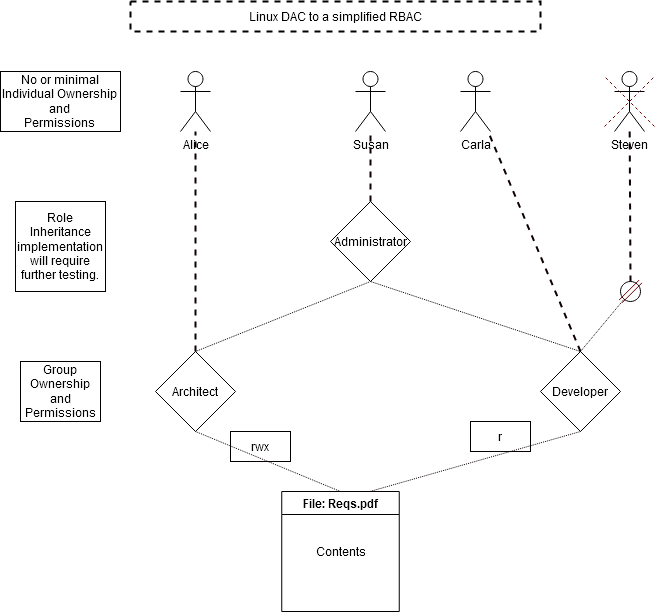 Linux DAC to a simplified RBAC
No or minimal
Individual Ownership
and
Permissions
Alice
Susan
Carla
Steven
Role
Inheritance
implementation
will require
further testing.
Administrator
Group
Ownership
and
Permissions
Architect
Developer
rwx
r
File: Reqs.pdf
Contents